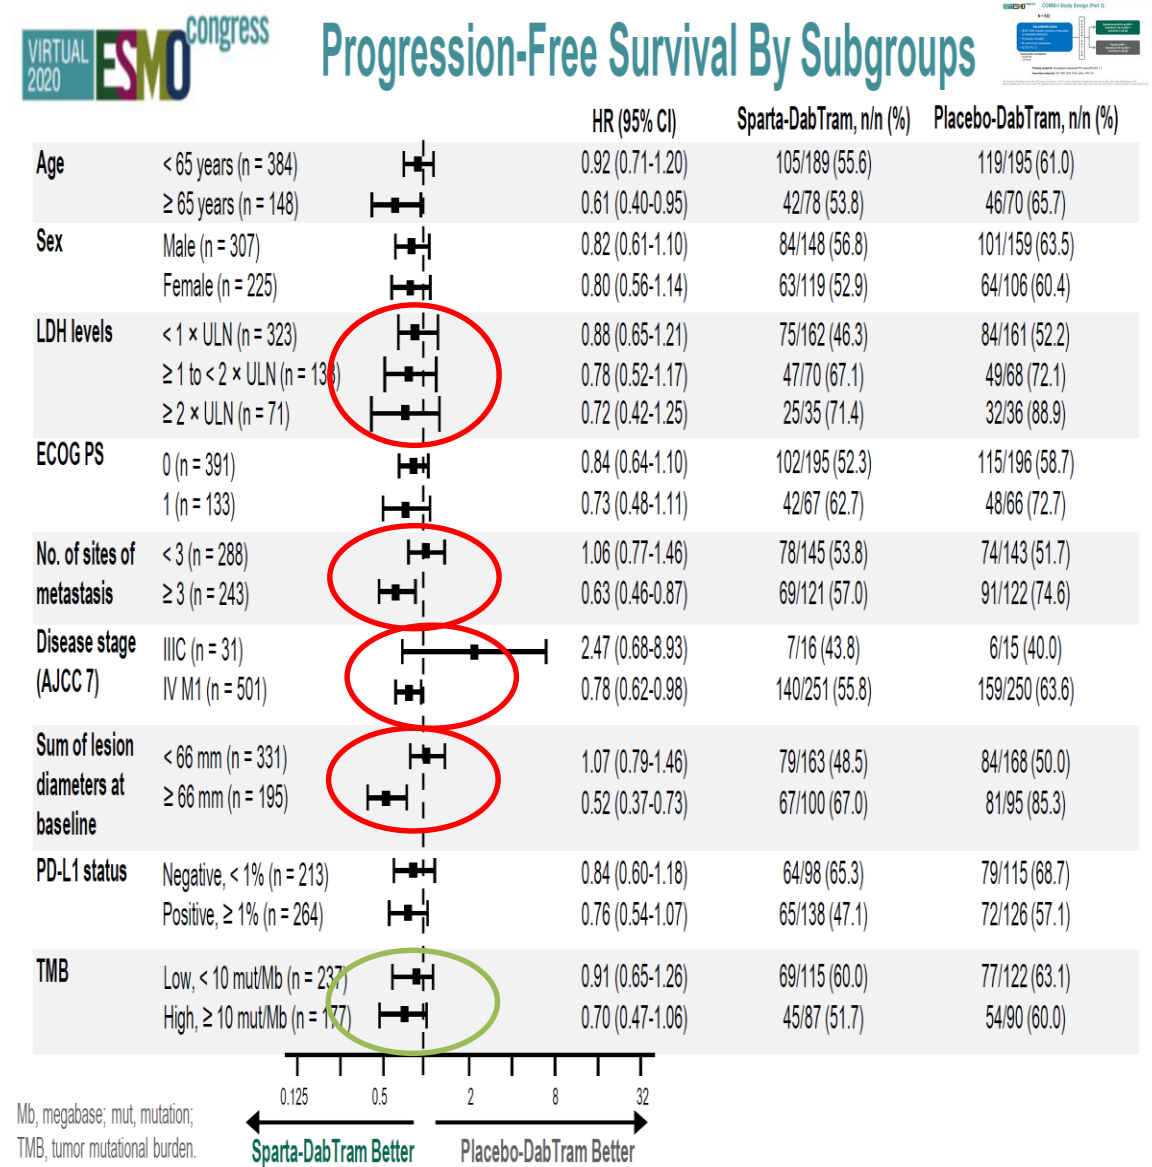 VIRTUAL
2020
ESMO congress
Progression-Free Survival By Subgroups
COMBI-i Study Design (Part 3)
HR (95% CI) Sparta-DabTram, n/n (%) Placebo-DabTram, n/n (%)
Age < 65 years (n = 384) 0.92 (0.71-1.20) 105/189 (55.6) 119/195 (61.0)
≥ 65 years (n = 148) 0.61 (0.40-0.95) 42/78 (53.8) 46/70 (65.7)
Sex Male (n = 307) 0.82 (0.61-1.10) 84/148 (56.8) 101/159 (63.5)
Female (n = 225) 0.80 (0.56-1.14) 63/119 (52.9) 64/106 (60.4)
LDH levels < 1 × ULN (n = 323) 0.88 (0.65-1.21) 75/162 (46.3) 84/161 (52.2)
≥ 1 to < 2 × ULN (n = 138) 0.78 (0.52-1.17) 47/70 (67.1) 49/68 (72.1)
≥ 2 × ULN (n = 71) 0.72 (0.42-1.25) 25/35 (71.4) 32/36 (88.9)
ECOG PS 0 (n = 391) 0.84 (0.64-1.10) 102/195 (52.3) 115/196 (58.7)
1 (n = 133) 0.73 (0.48-1.11) 42/67 (62.7) 48/66 (72.7)
No. of sites of < 3 (n = 288) 1.06 (0.77-1.46) 78/145 (53.8) 74/143 (51.7)
metastasis ≥ 3 (n = 243) 0.63 (0.46-0.87) 69/121 (57.0) 91/122 (74.6)
Disease stage IIIC (n = 31) 2.47 (0.68-8.93) 7/16 (43.8) 6/15 (40.0)
(AJCC 7) IV M1 (n = 501) 0.78 (0.62-0.98) 140/251 (55.8) 159/250 (63.6)
Sum of lesion < 66 mm (n = 331) 1.07 (0.79-1.46) 79/163 (48.5) 84/168 (50.0)
diameters at ≥ 66 mm (n = 195) 0.52 (0.37-0.73) 67/100 (67.0) 81/95 (85.3)
baseline
PD-L1 status Negative, < 1% (n = 213) 0.84 (0.60-1.18) 64/98 (65.3) 79/115 (68.7)
Positive, ≥ 1% (n = 264) 0.76 (0.54-1.07) 65/138 (47.1) 72/126 (57.1)
TMB Low, < 10 mut/Mb (n = 237) 0.91 (0.65-1.26) 69/115 (60.0) 77/122 (63.1)
High, ≥ 10 mut/Mb (n = 177) 0.70 (0.47-1.06) 45/87 (51.7) 54/90 (60.0)
0.125 0.5 2 8 32
Sparta-DabTram Better Placebo-DabTram Better
Mb, megabase; mut, mutation;
TMB, tumor mutational burden.